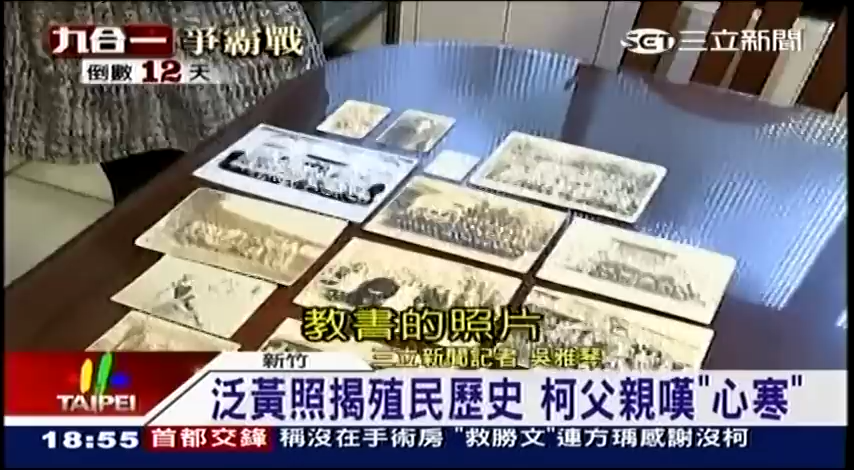 九合一 爭霸戰
倒數 12 天
SET 三立新聞
教書的照片
新竹
三立新聞記者 吳雅琴
TAIPEI
泛黃照揭殖民歷史 柯父親嘆"心寒"
18:55 首都交鋒 稱沒在手術房 "救勝文"連方瑀感謝沒柯